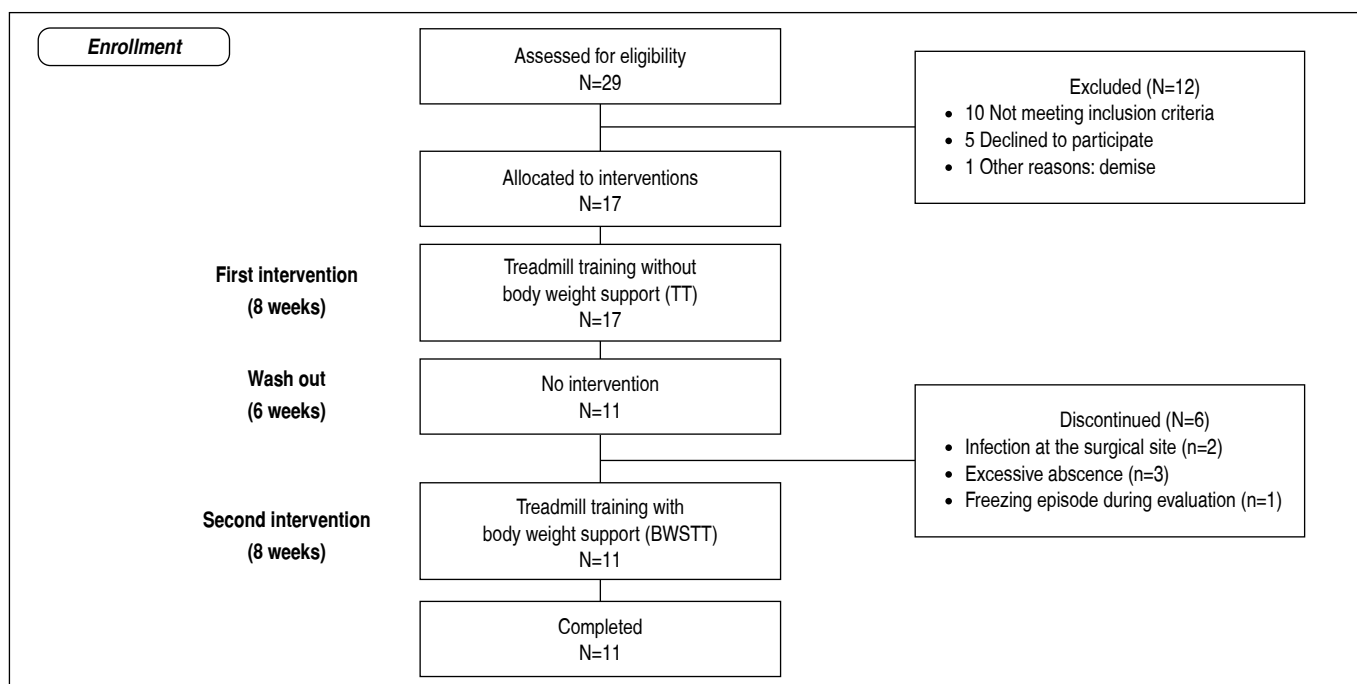 Enrollment
Assessed for eligibility
N=29
Excluded (N=12)
• 10 Not meeting inclusion criteria
• 5 Declined to participate
• 1 Other reasons: demise
Allocated to interventions
N=17
First intervention
(8 weeks)
Treadmill training without
body weight support (TT)
N=17
Wash out
(6 weeks)
No intervention
N=11
Discontinued (N=6)
• Infection at the surgical site (n=2)
• Excessive abscence (n=3)
• Freezing episode during evaluation (n=1)
Second intervention
(8 weeks)
Treadmill training with
body weight support (BWSTT)
N=11
Completed
N=11